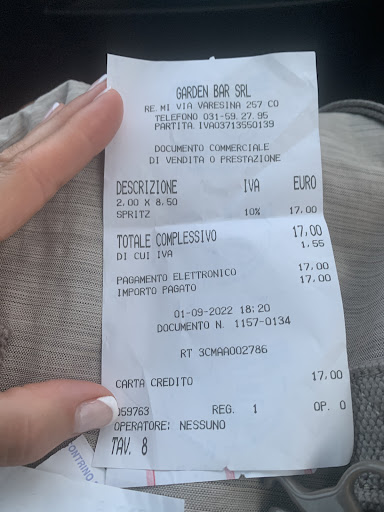 GARDEN BAR SRL
RE.MI VIA VARESINA 257 CO
TELEFONO 031-59.27.95
PARTITA IVA03713550139
DOCUMENTO COMMERCIALE
DI VENDITA O PRESTAZIONE
DESCRIZIONE IVA EURO
2,00 X 8,50
SPRITZ 10% 17,00
TOTALE COMPLESSIVO 17,00
DI CUI IVA 1,55
PAGAMENTO ELETTRONICO 17,00
IMPORTO PAGATO 17,00
01-09-2022 18:20
DOCUMENTO N. 1157-0134
RT 3CMAA002786
CARTA CREDITO 17,00
059763 REG. 1 OP. 0
OPERATORE: NESSUNO
TAV. 8
ONTRINO